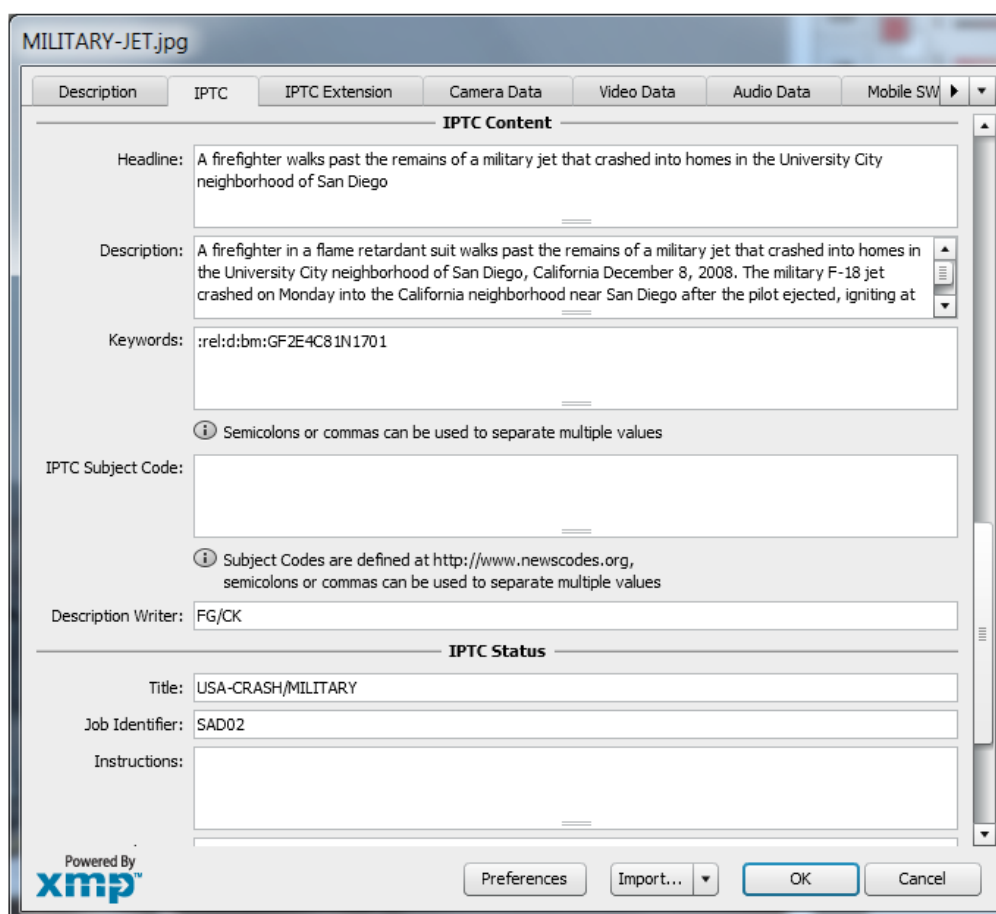 MILITARY-JET.jpg
Description IPTC IPTC Extension Camera Data Video Data Audio Data Mobile SW
IPTC Content
Headline: A firefighter walks past the remains of a military jet that crashed into homes in the University City
neighborhood of San Diego
Description: A firefighter in a flame retardant suit walks past the remains of a military jet that crashed into homes in
the University City neighborhood of San Diego, California December 8, 2008. The military F-18 jet
crashed on Monday into the California neighborhood near San Diego after the pilot ejected, igniting at
Keywords: :rel:d:bm:GF2E4C81N1701
Semicolons or commas can be used to separate multiple values
IPTC Subject Code:
Subject Codes are defined at http://www.newscodes.org,
semicolons or commas can be used to separate multiple values
Description Writer: FG/CK
IPTC Status
Title: USA-CRASH/MILITARY
Job Identifier: SAD02
Instructions:
Powered By
xmp™
Preferences Import... OK Cancel